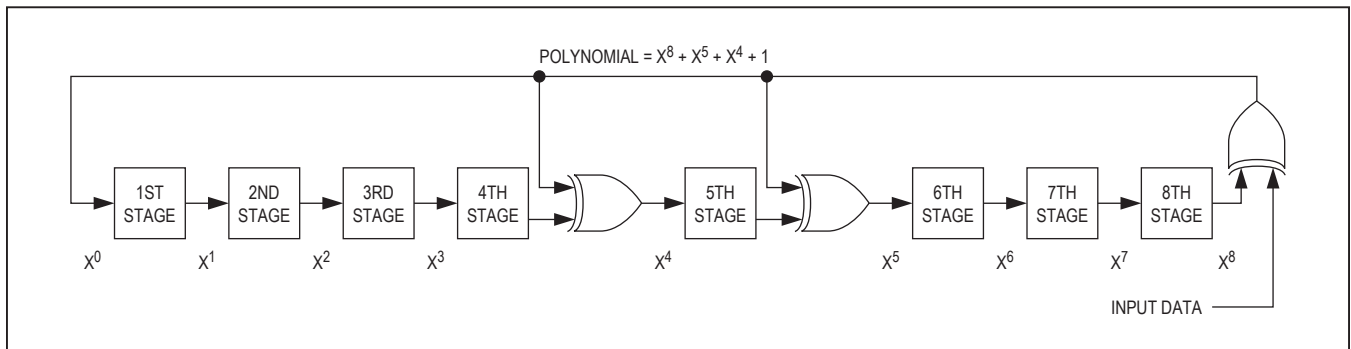 POLYNOMIAL = X⁸ + X⁵ + X⁴ + 1
1ST
STAGE
2ND
STAGE
3RD
STAGE
4TH
STAGE
5TH
STAGE
6TH
STAGE
7TH
STAGE
8TH
STAGE
X⁰
X¹
X²
X³
X⁴
X⁵
X⁶
X⁷
X⁸
INPUT DATA